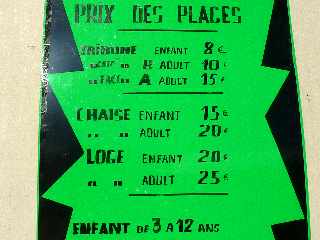 PRIX DES PLACES
TRIBUNE ENFANT 8€
" " B ADULT 10€
" FACE " A ADULT 15€
CHAISE ENFANT 15€
" " ADULT 20€
LOGE ENFANT 20€
" " ADULT 25€
ENFANT DE 3 A 12 ANS